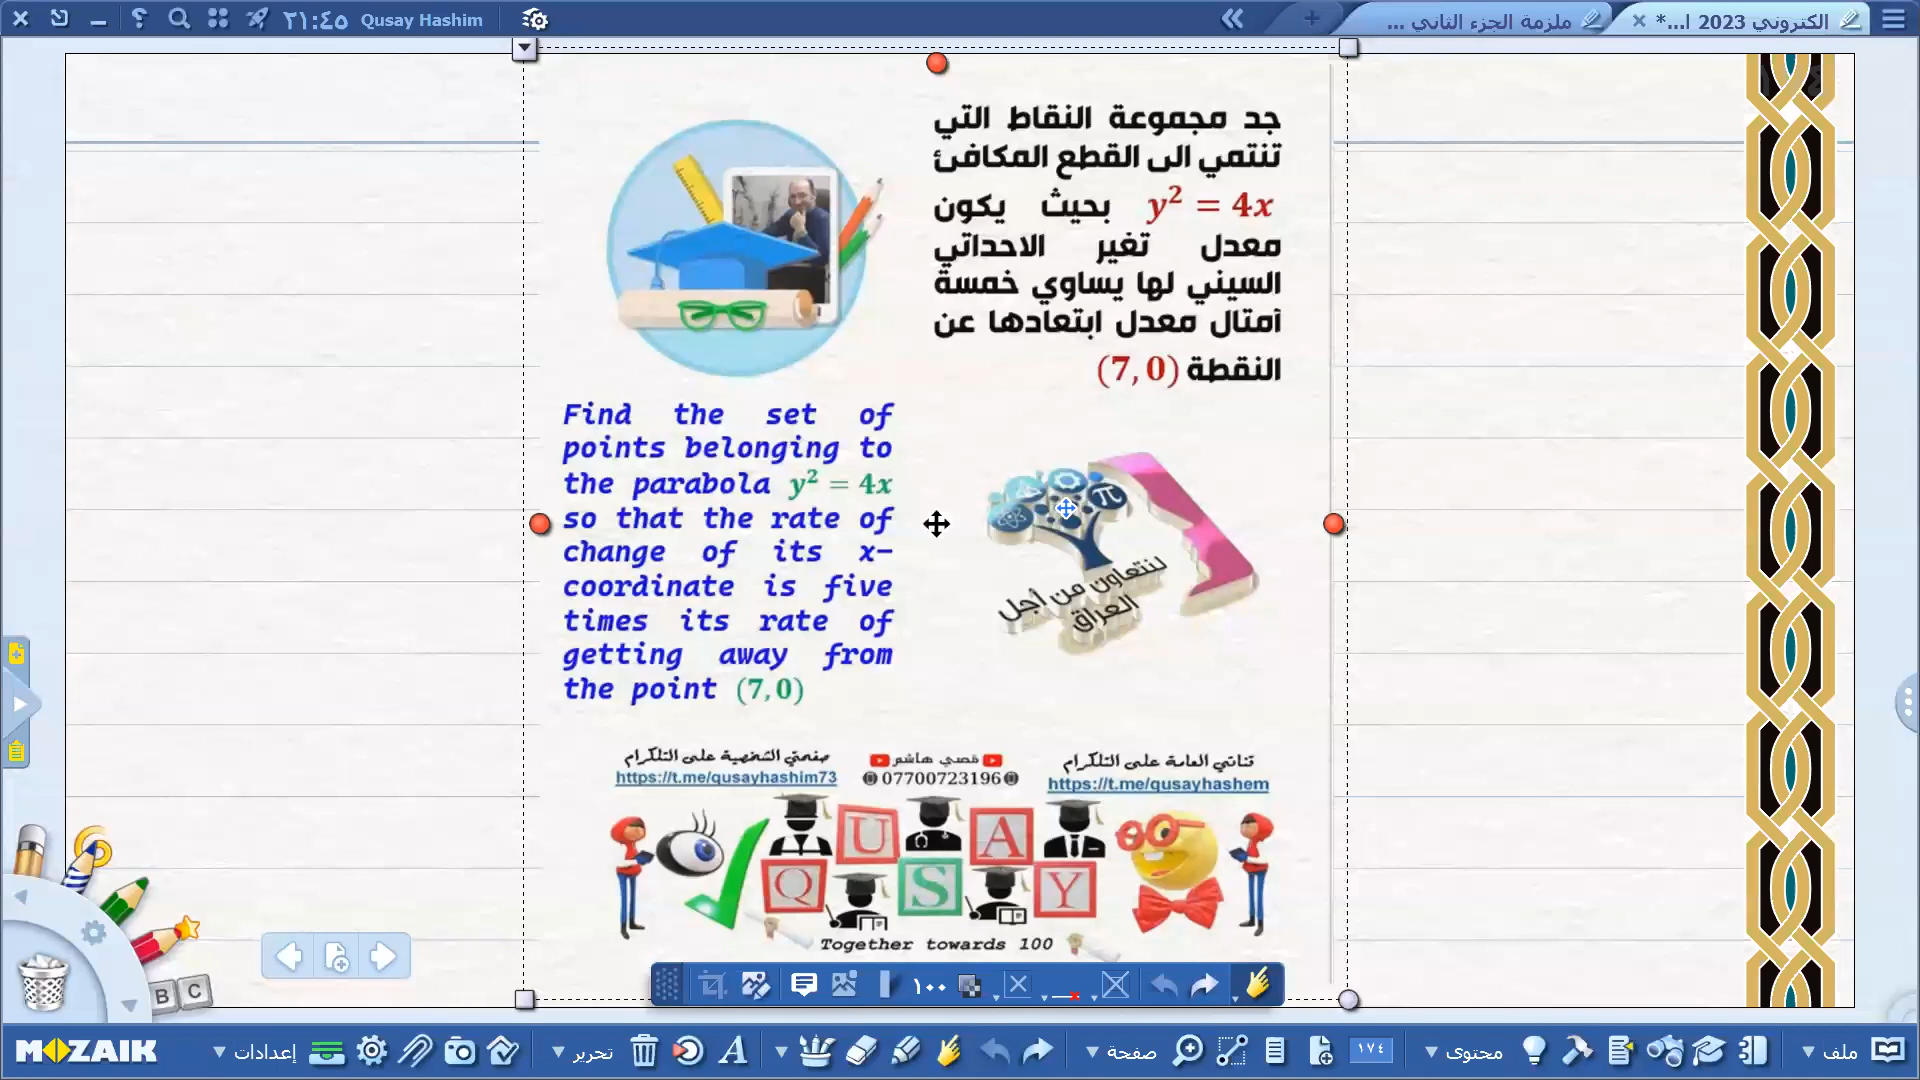 ٢١:٤٥ Qusay Hashim
ملزمة الجزء الثاني ...
الكتروني 2023 ا...*
جد مجموعة النقاط التي
تنتمي الى القطع المكافئ
y² = 4x بحيث يكون
معدل تغير الاحداثي
السيني لها يساوي خمسة
أمثال معدل ابتعادها عن
النقطة (7, 0)
Find the set of
points belonging to
the parabola y² = 4x
so that the rate of
change of its x-
coordinate is five
times its rate of
getting away from
the point (7, 0)
لنتعاون من أجل
العراق
صفحتي الشخصية على التلكرام
https://t.me/qusayhashim73
قصي هاشم
07700723196
قناتي العامة على التلكرام
https://t.me/qusayhashem
U A
Q S Y
Together towards 100
B C
١٠٠
MOZAIK
إعدادات
تحرير
صفحة
١٧٤
محتوى
ملف